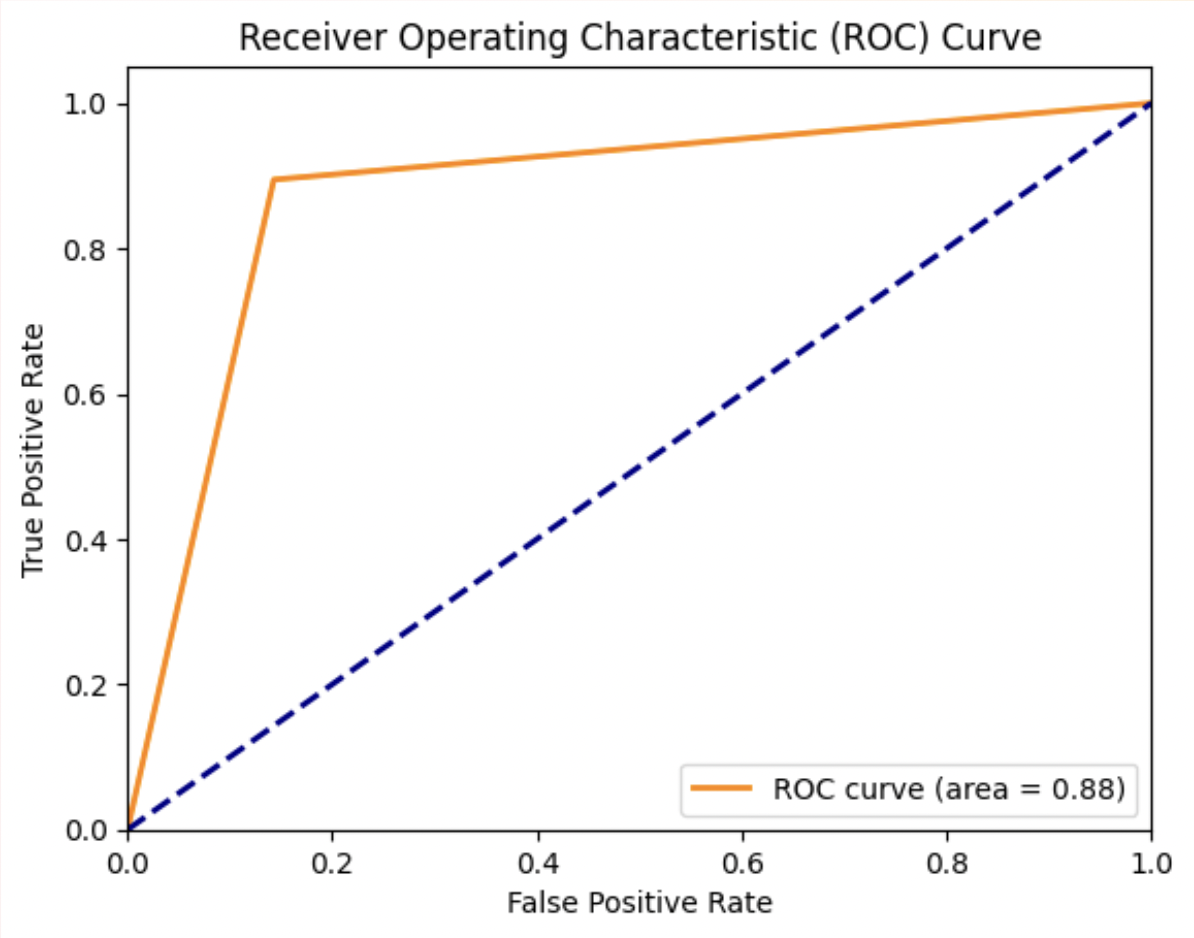 Receiver Operating Characteristic (ROC) Curve
1.0
0.8
0.6
0.4
0.2
0.0
True Positive Rate
ROC curve (area = 0.88)
0.0 0.2 0.4 0.6 0.8 1.0
False Positive Rate